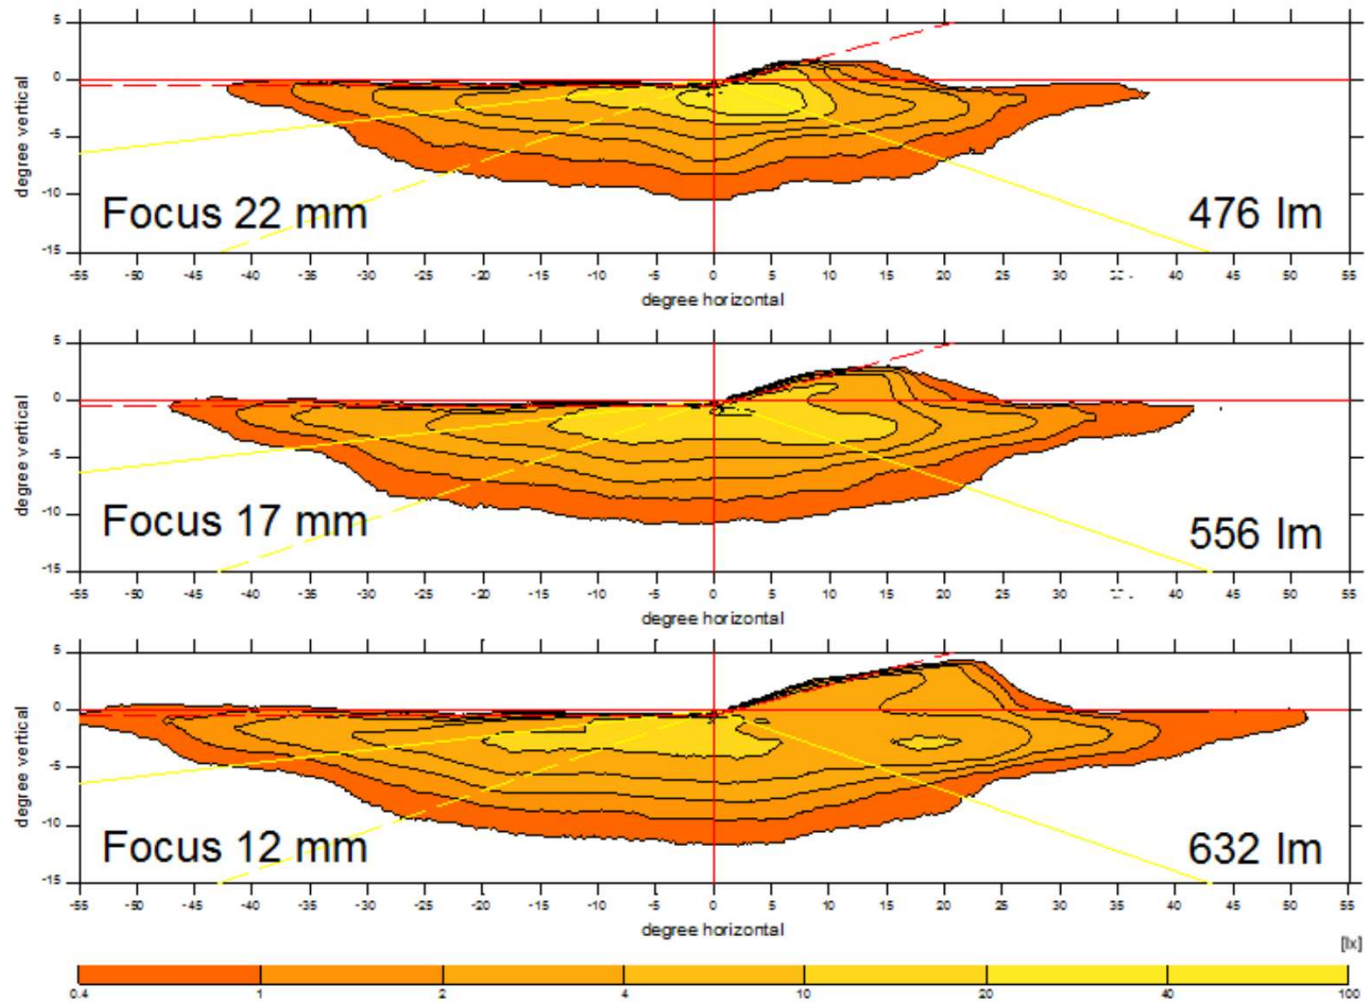 5
0
-5
-10
-15
degree vertical
Focus 22 mm
476 lm
-55 -50 -45 -40 -35 -30 -25 -20 -15 -10 -5 0 5 10 15 20 25 30 40 45 50 55
degree horizontal
5
0
-5
-10
-15
degree vertical
Focus 17 mm
556 lm
-55 -50 -45 -40 -35 -30 -25 -20 -15 -10 -5 0 5 10 15 20 25 30 40 45 50 55
degree horizontal
5
0
-5
-10
-15
degree vertical
Focus 12 mm
632 lm
-55 -50 -45 -40 -35 -30 -25 -20 -15 -10 -5 0 5 10 15 20 25 30 35 40 45 50 55
degree horizontal
[lx]
0.4 1 2 4 10 20 40 100